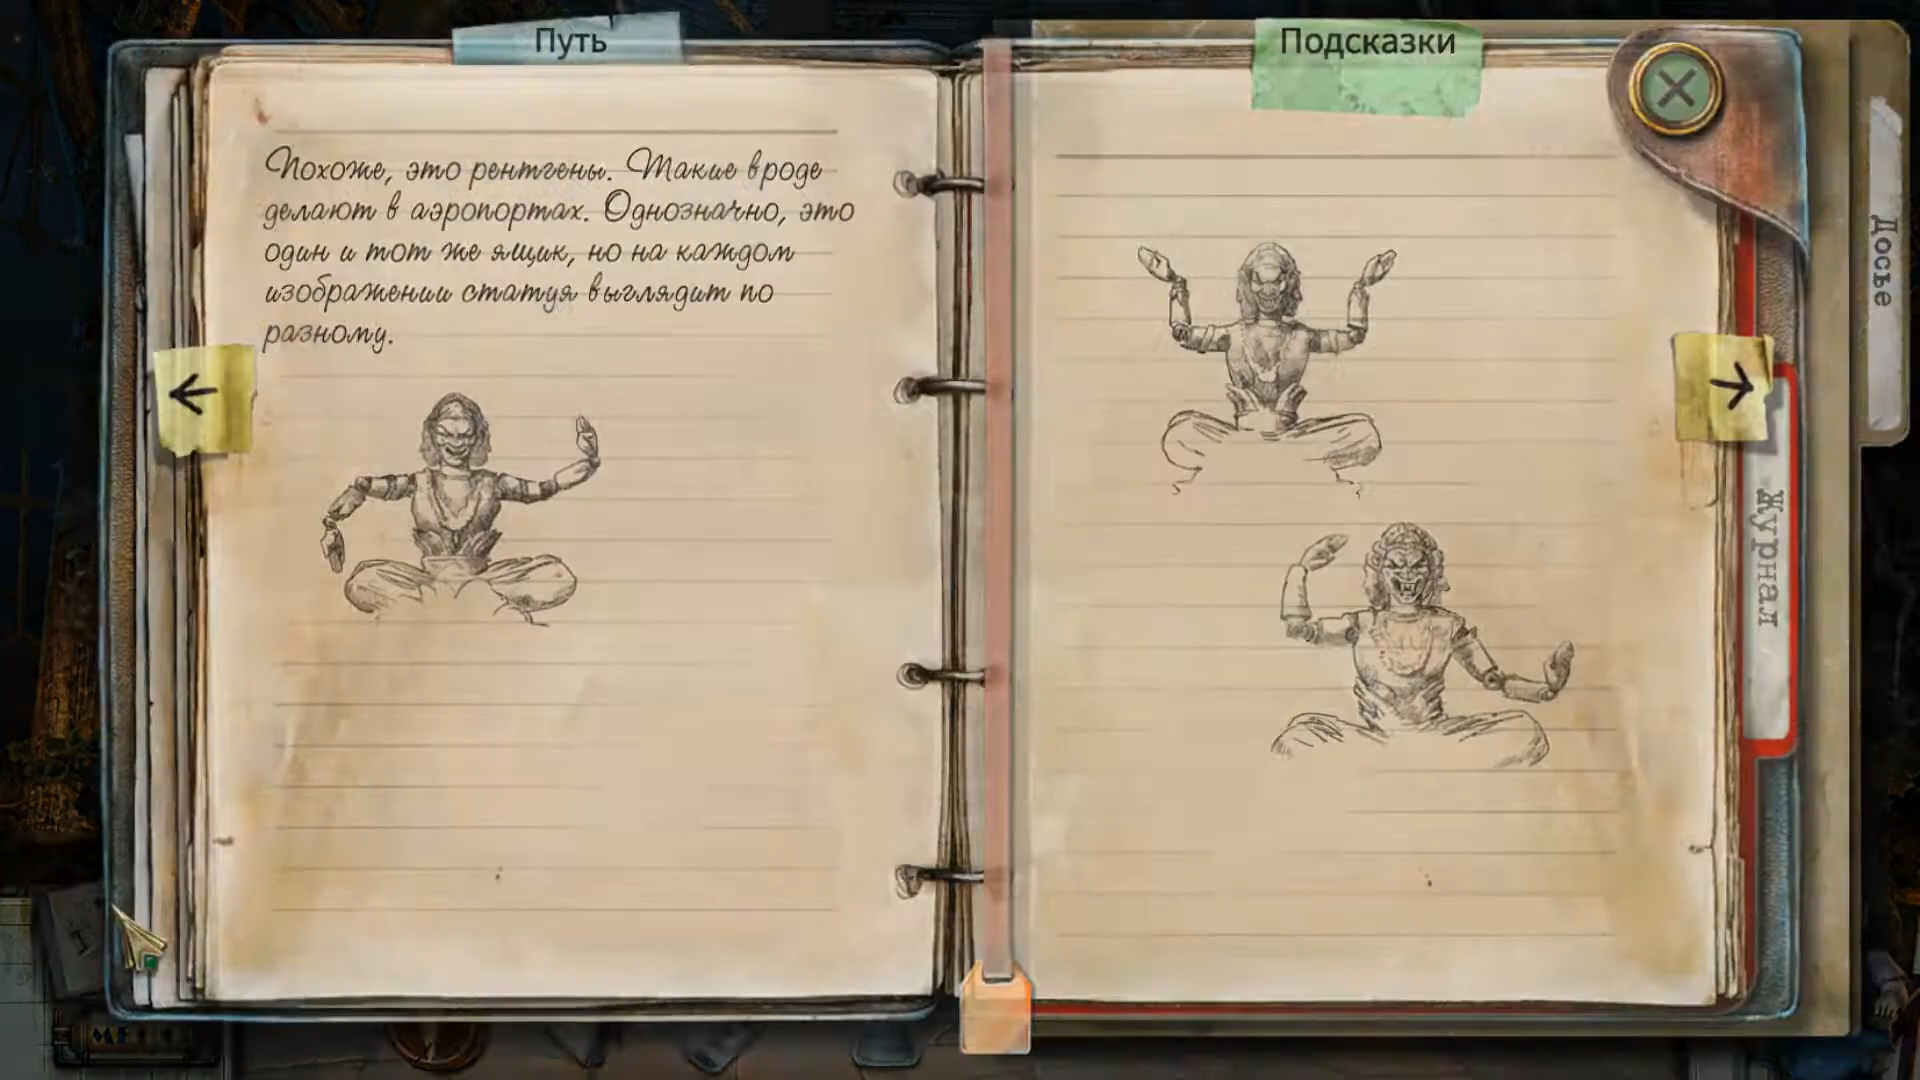 Путь
Подсказки
Похоже, это рентгены. Такие вроде
делают в аэропортах. Однозначно, это
один и тот же ящик, но на каждом
изображении статуя выглядит по
разному.
Досье
Журнал